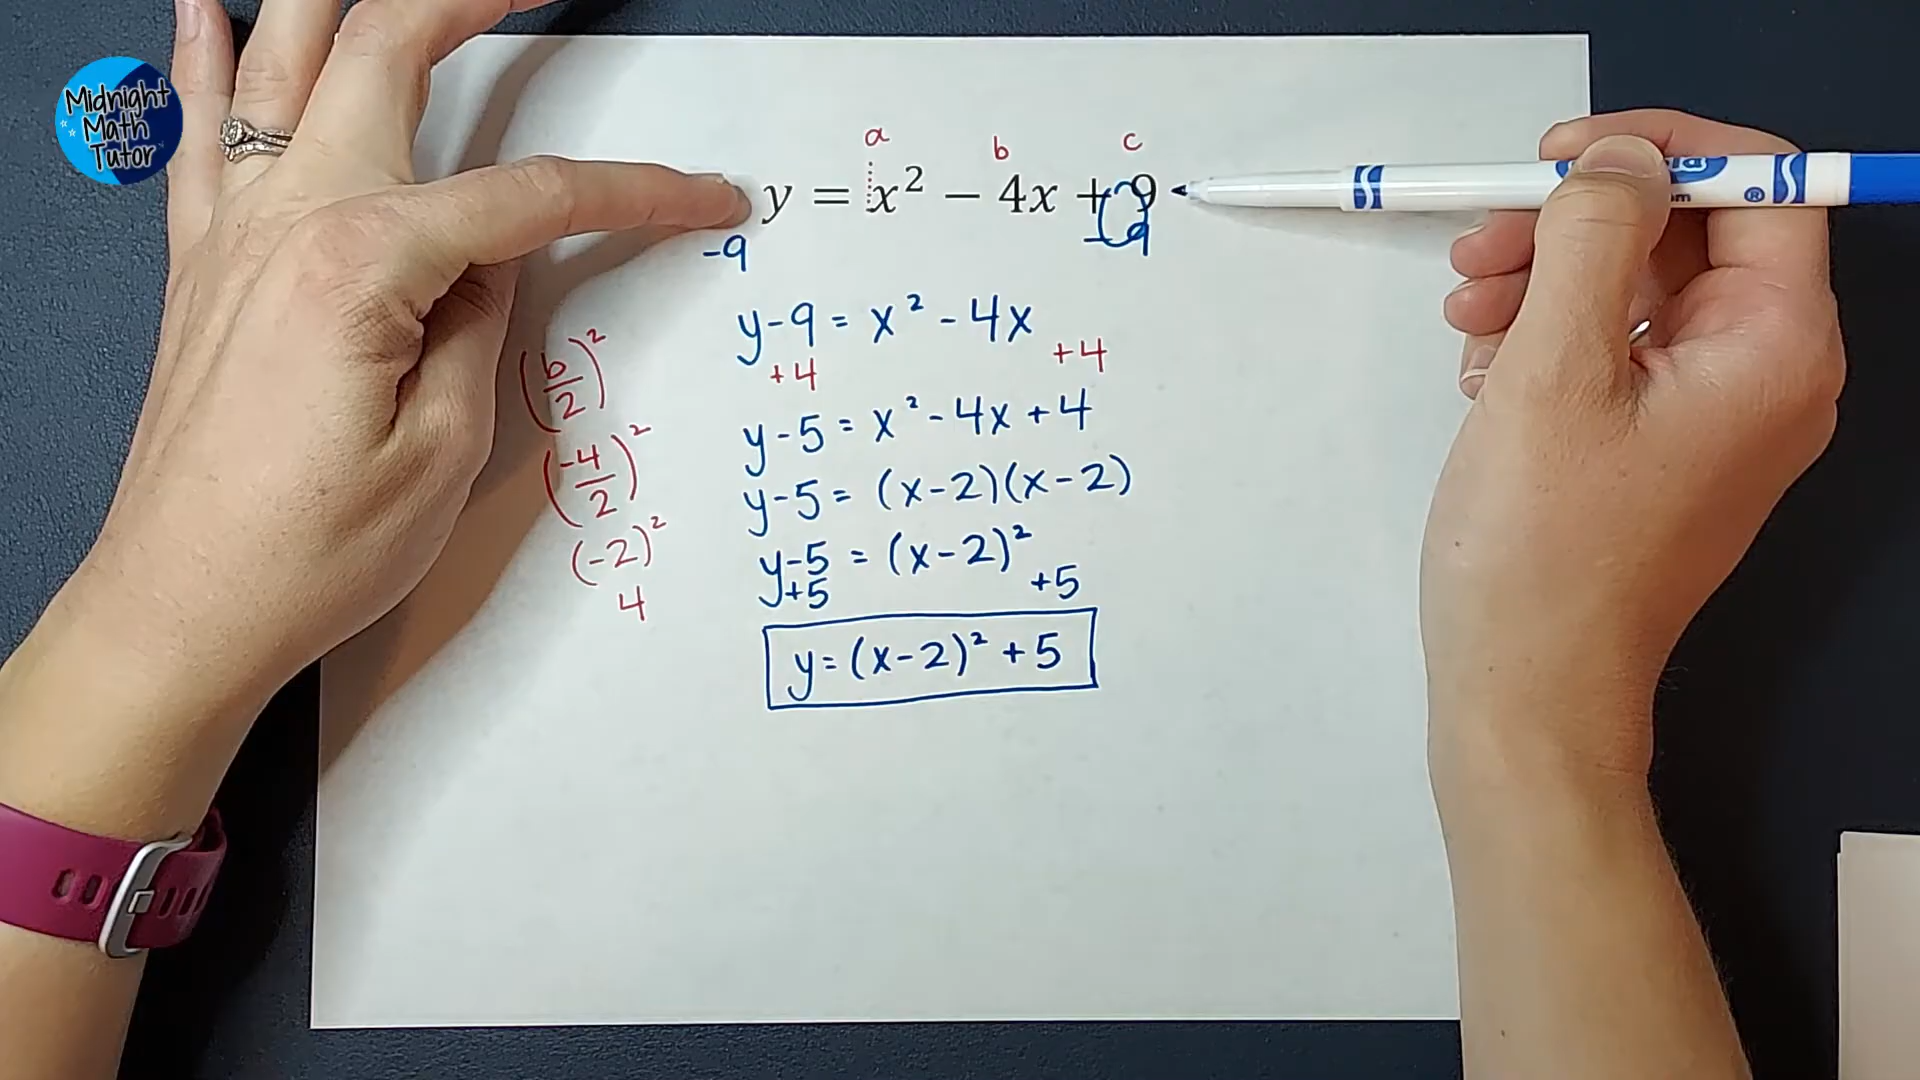 Midnight
Math
Tutor
a b c
y = x² − 4x + 9
-9 -9
y-9 = x² - 4x
+4 +4
y-5 = x² - 4x + 4
y-5 = (x-2)(x-2)
y-5 = (x-2)²
+5 +5
y = (x-2)² + 5
(b/2)²
(-4/2)²
(-2)²
4